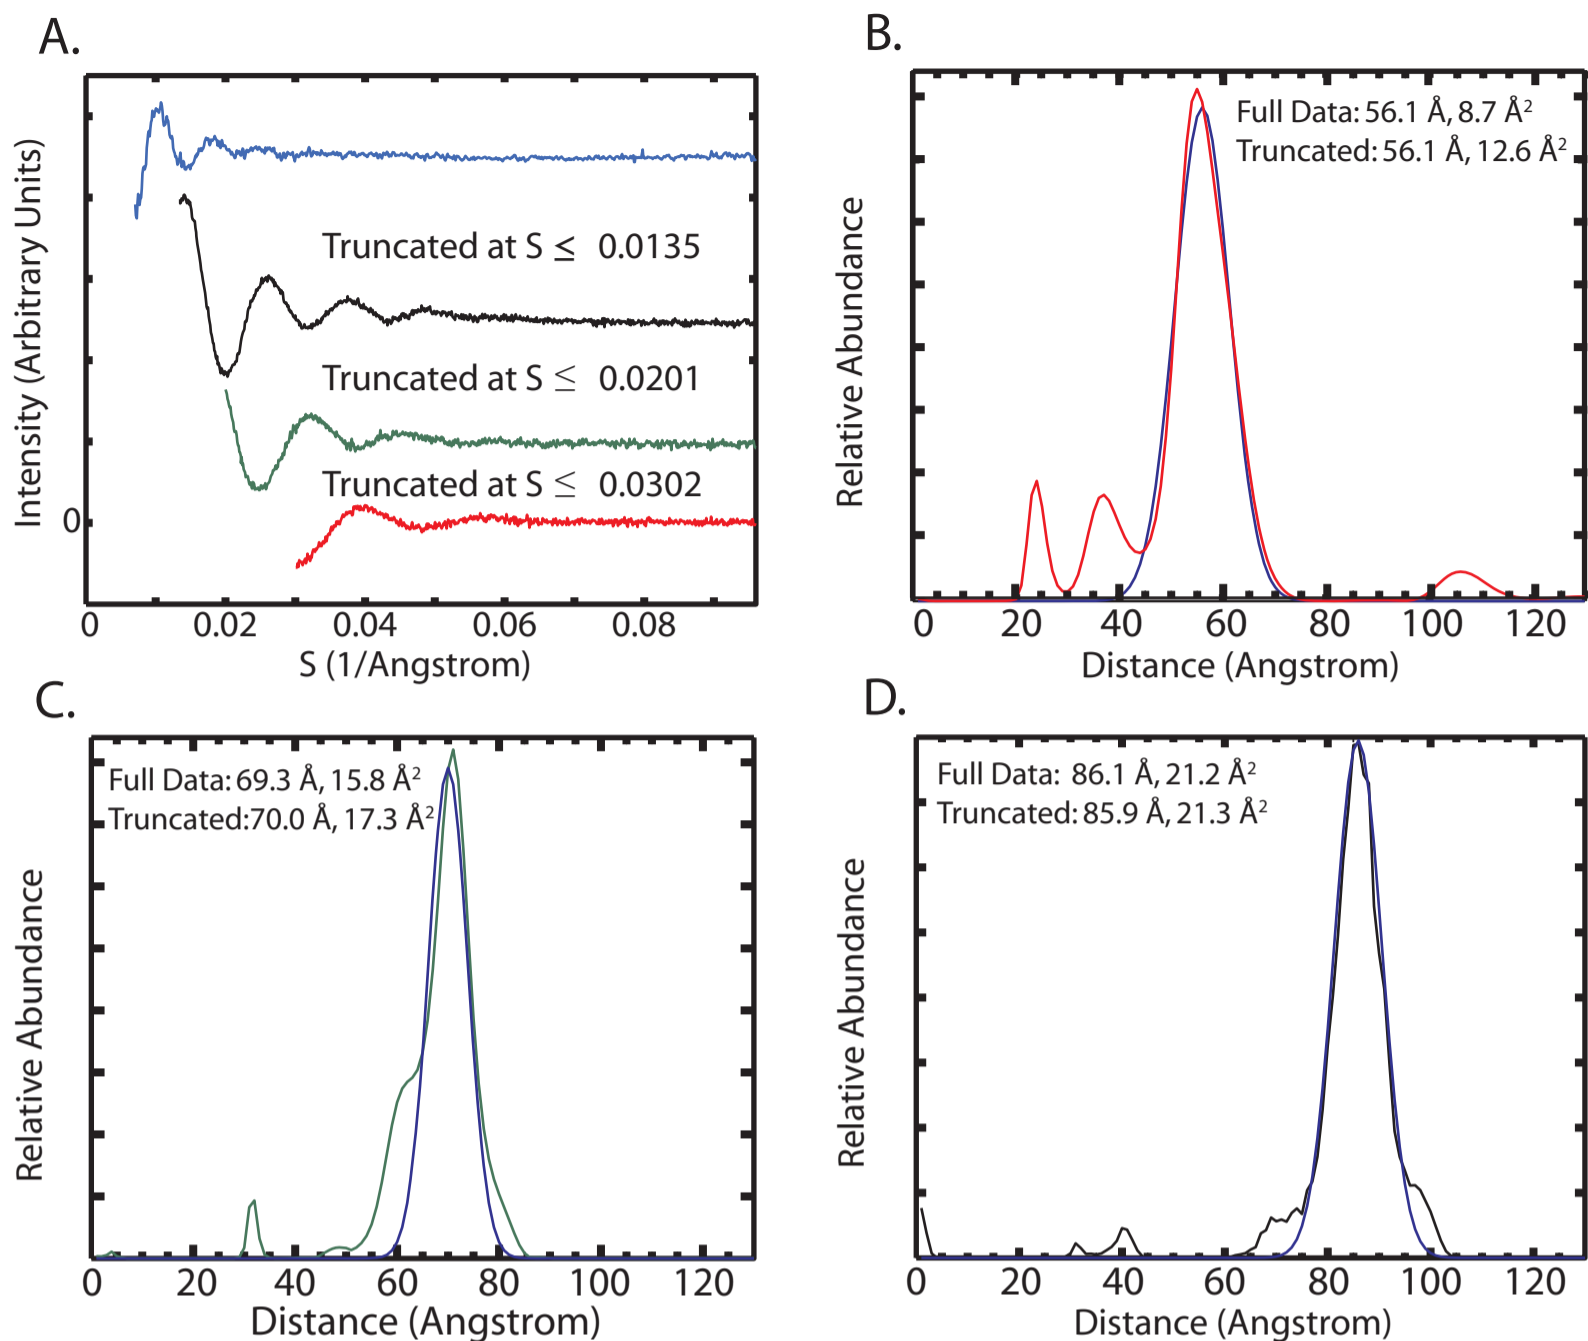 A.
Intensity (Arbitrary Units)
Truncated at S ≤ 0.0135
Truncated at S ≤ 0.0201
Truncated at S ≤ 0.0302
0
0 0.02 0.04 0.06 0.08
S (1/Angstrom)
B.
Relative Abundance
Full Data: 56.1 Å, 8.7 Å²
Truncated: 56.1 Å, 12.6 Å²
0 20 40 60 80 100 120
Distance (Angstrom)
C.
Relative Abundance
Full Data: 69.3 Å, 15.8 Å²
Truncated:70.0 Å, 17.3 Å²
0 20 40 60 80 100 120
Distance (Angstrom)
D.
Relative Abundance
Full Data: 86.1 Å, 21.2 Å²
Truncated: 85.9 Å, 21.3 Å²
0 20 40 60 80 100 120
Distance (Angstrom)